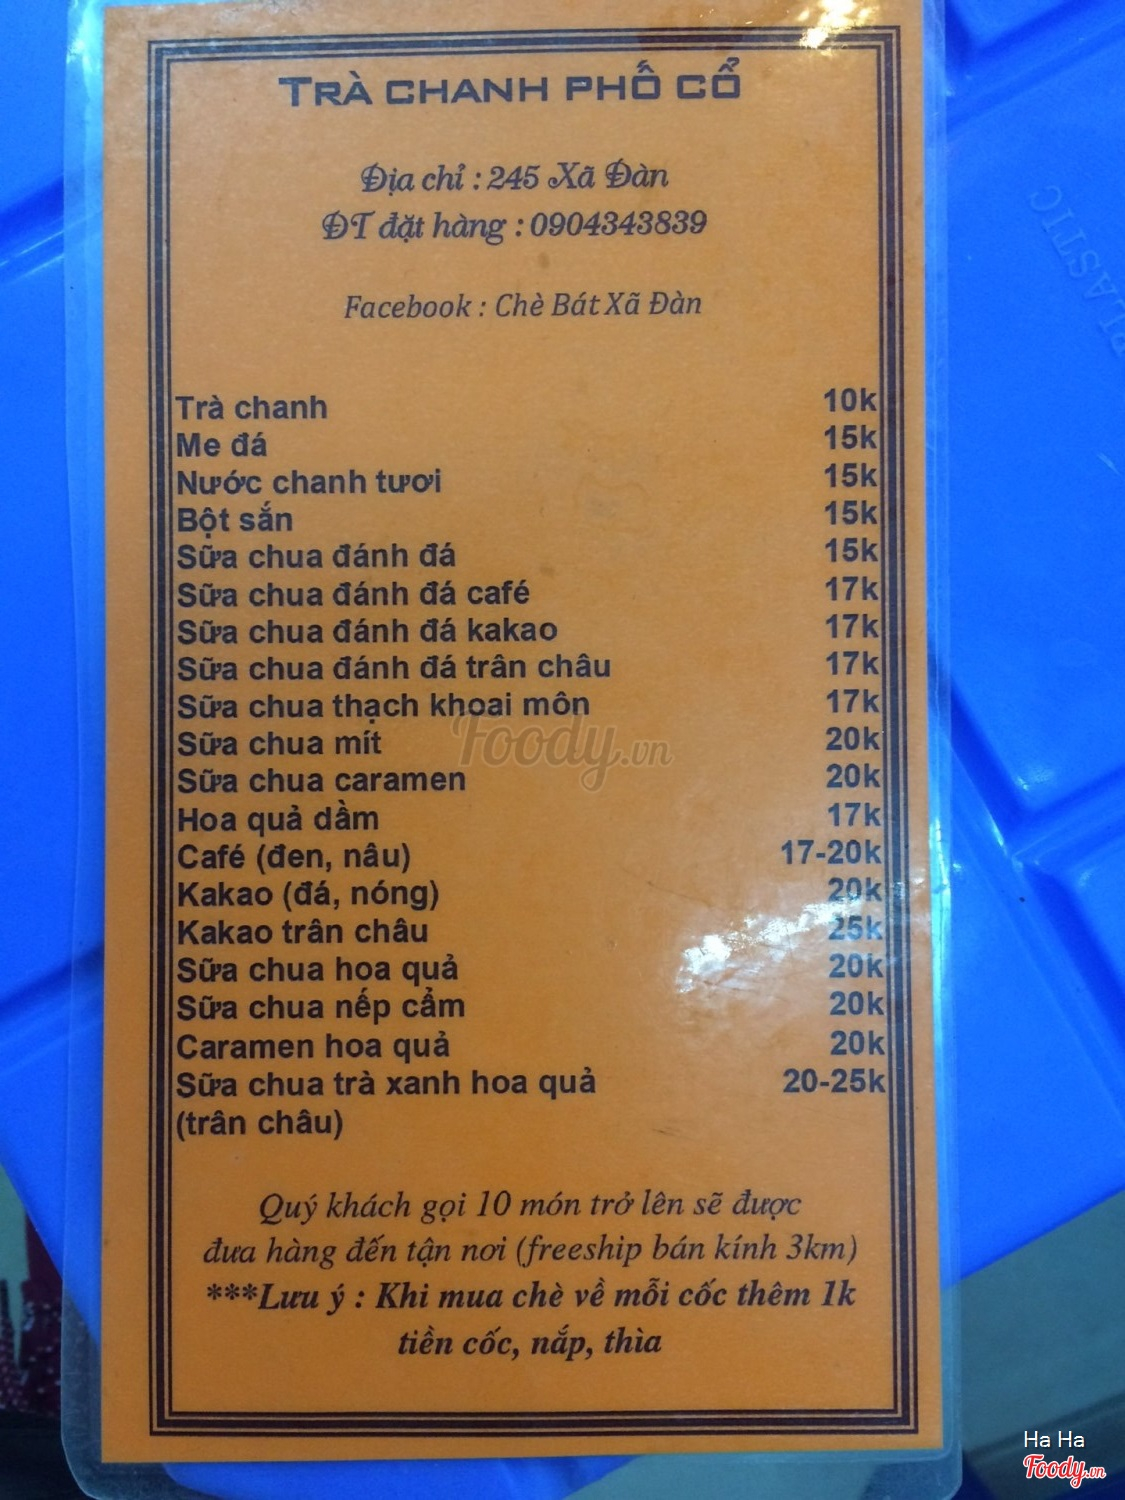 TRÀ CHANH PHỐ CỔ
Địa chỉ : 245 Xã Đàn
ĐT đặt hàng : 0904343839
Facebook : Chè Bát Xã Đàn
Trà chanh 10k
Me đá 15k
Nước chanh tươi 15k
Bột sắn 15k
Sữa chua đánh đá 15k
Sữa chua đánh đá café 17k
Sữa chua đánh đá kakao 17k
Sữa chua đánh đá trân châu 17k
Sữa chua thạch khoai môn 17k
Sữa chua mít 20k
Sữa chua caramen 20k
Hoa quả dầm 17k
Café (đen, nâu) 17-20k
Kakao (đá, nóng) 20k
Kakao trân châu 25k
Sữa chua hoa quả 20k
Sữa chua nếp cẩm 20k
Caramen hoa quả 20k
Sữa chua trà xanh hoa quả 20-25k
(trân châu)
Quý khách gọi 10 món trở lên sẽ được
đưa hàng đến tận nơi (freeship bán kính 3km)
***Lưu ý : Khi mua chè về mỗi cốc thêm 1k
tiền cốc, nắp, thìa
PLASTIC
Foody.vn
Ha Ha
Foody.vn